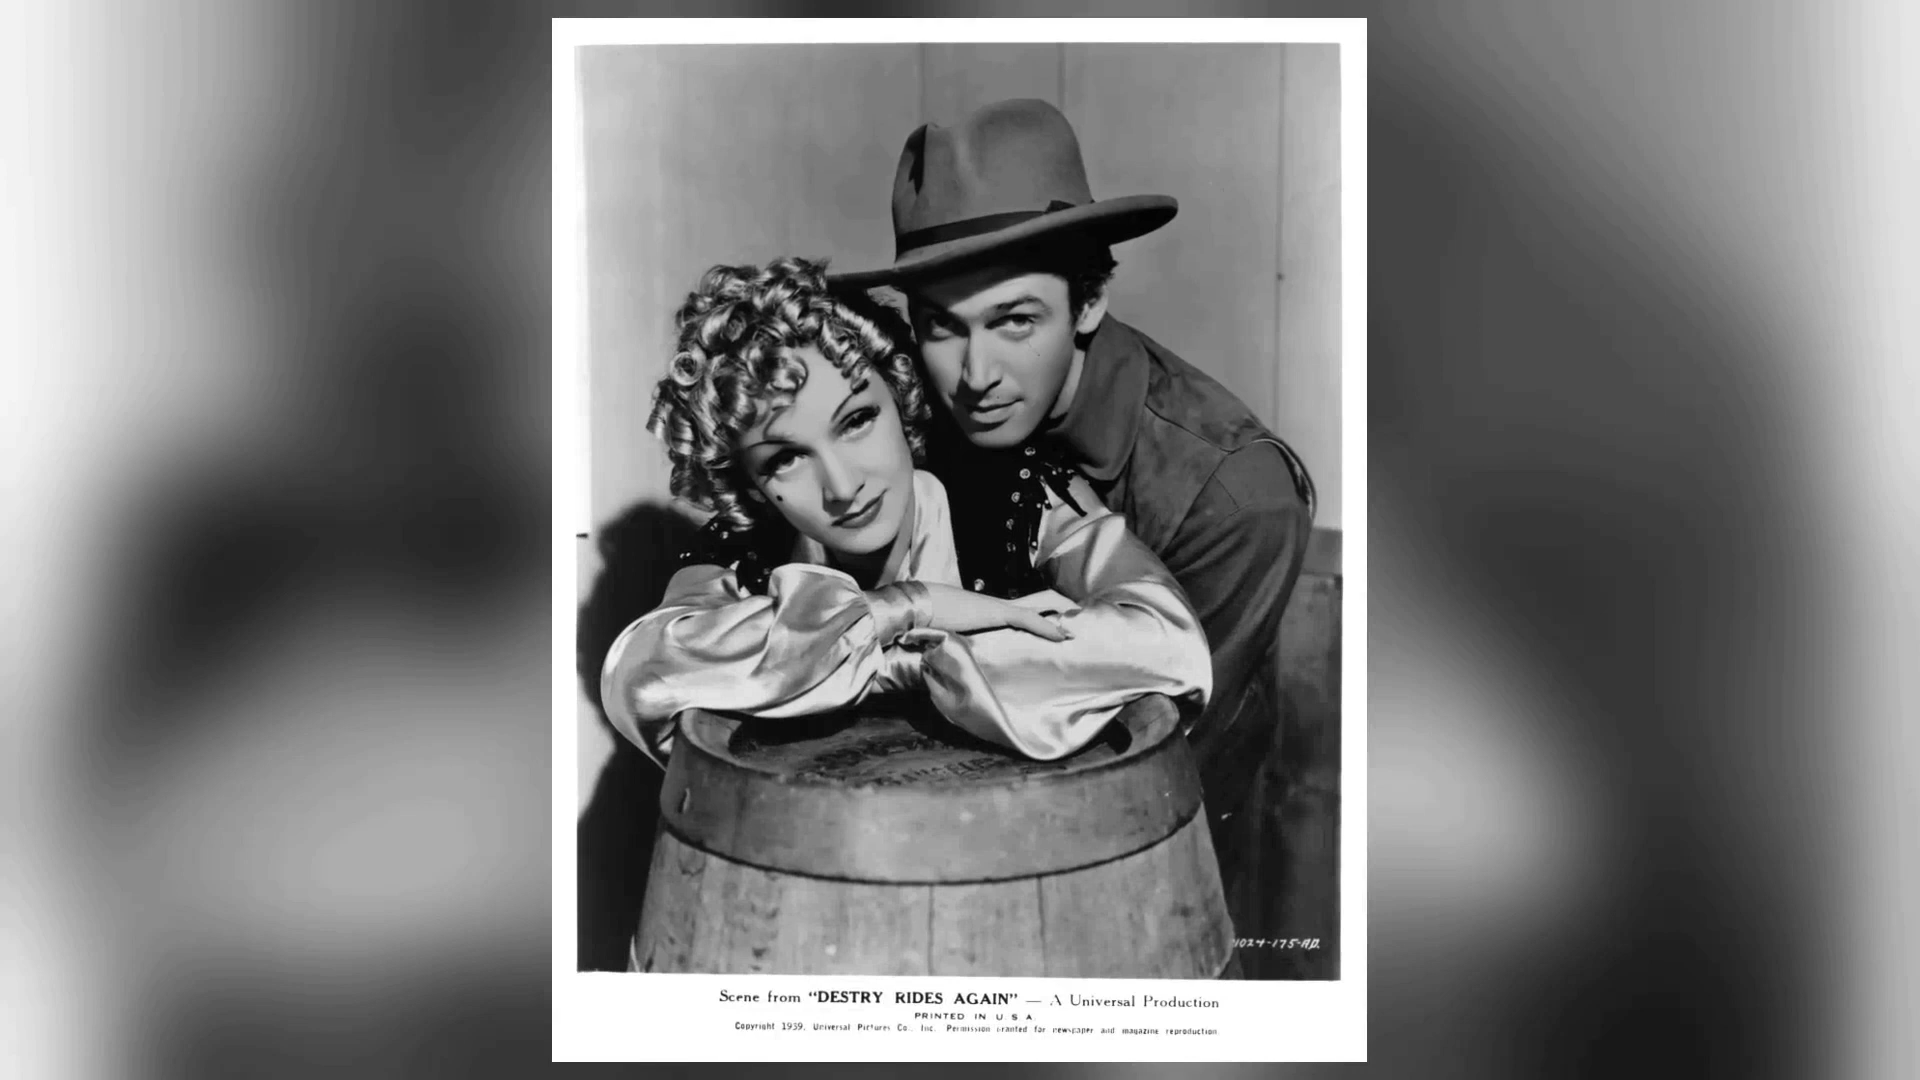 1024-175-AD.
Scene from "DESTRY RIDES AGAIN" — A Universal Production
PRINTED IN U S A
Copyright 1939, Universal Pictures Co., Inc. Permission granted for newspaper and magazine reproduction